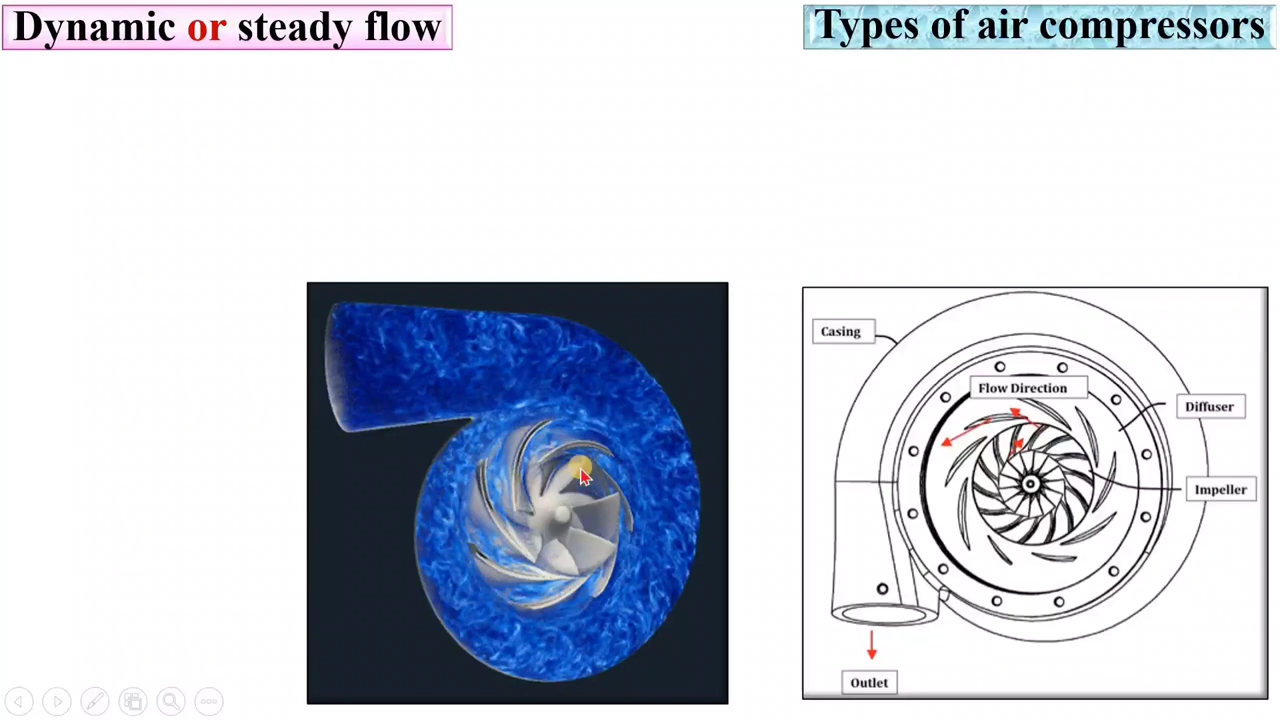 Dynamic or steady flow
Types of air compressors
Casing
Flow Direction
Diffuser
Impeller
Outlet